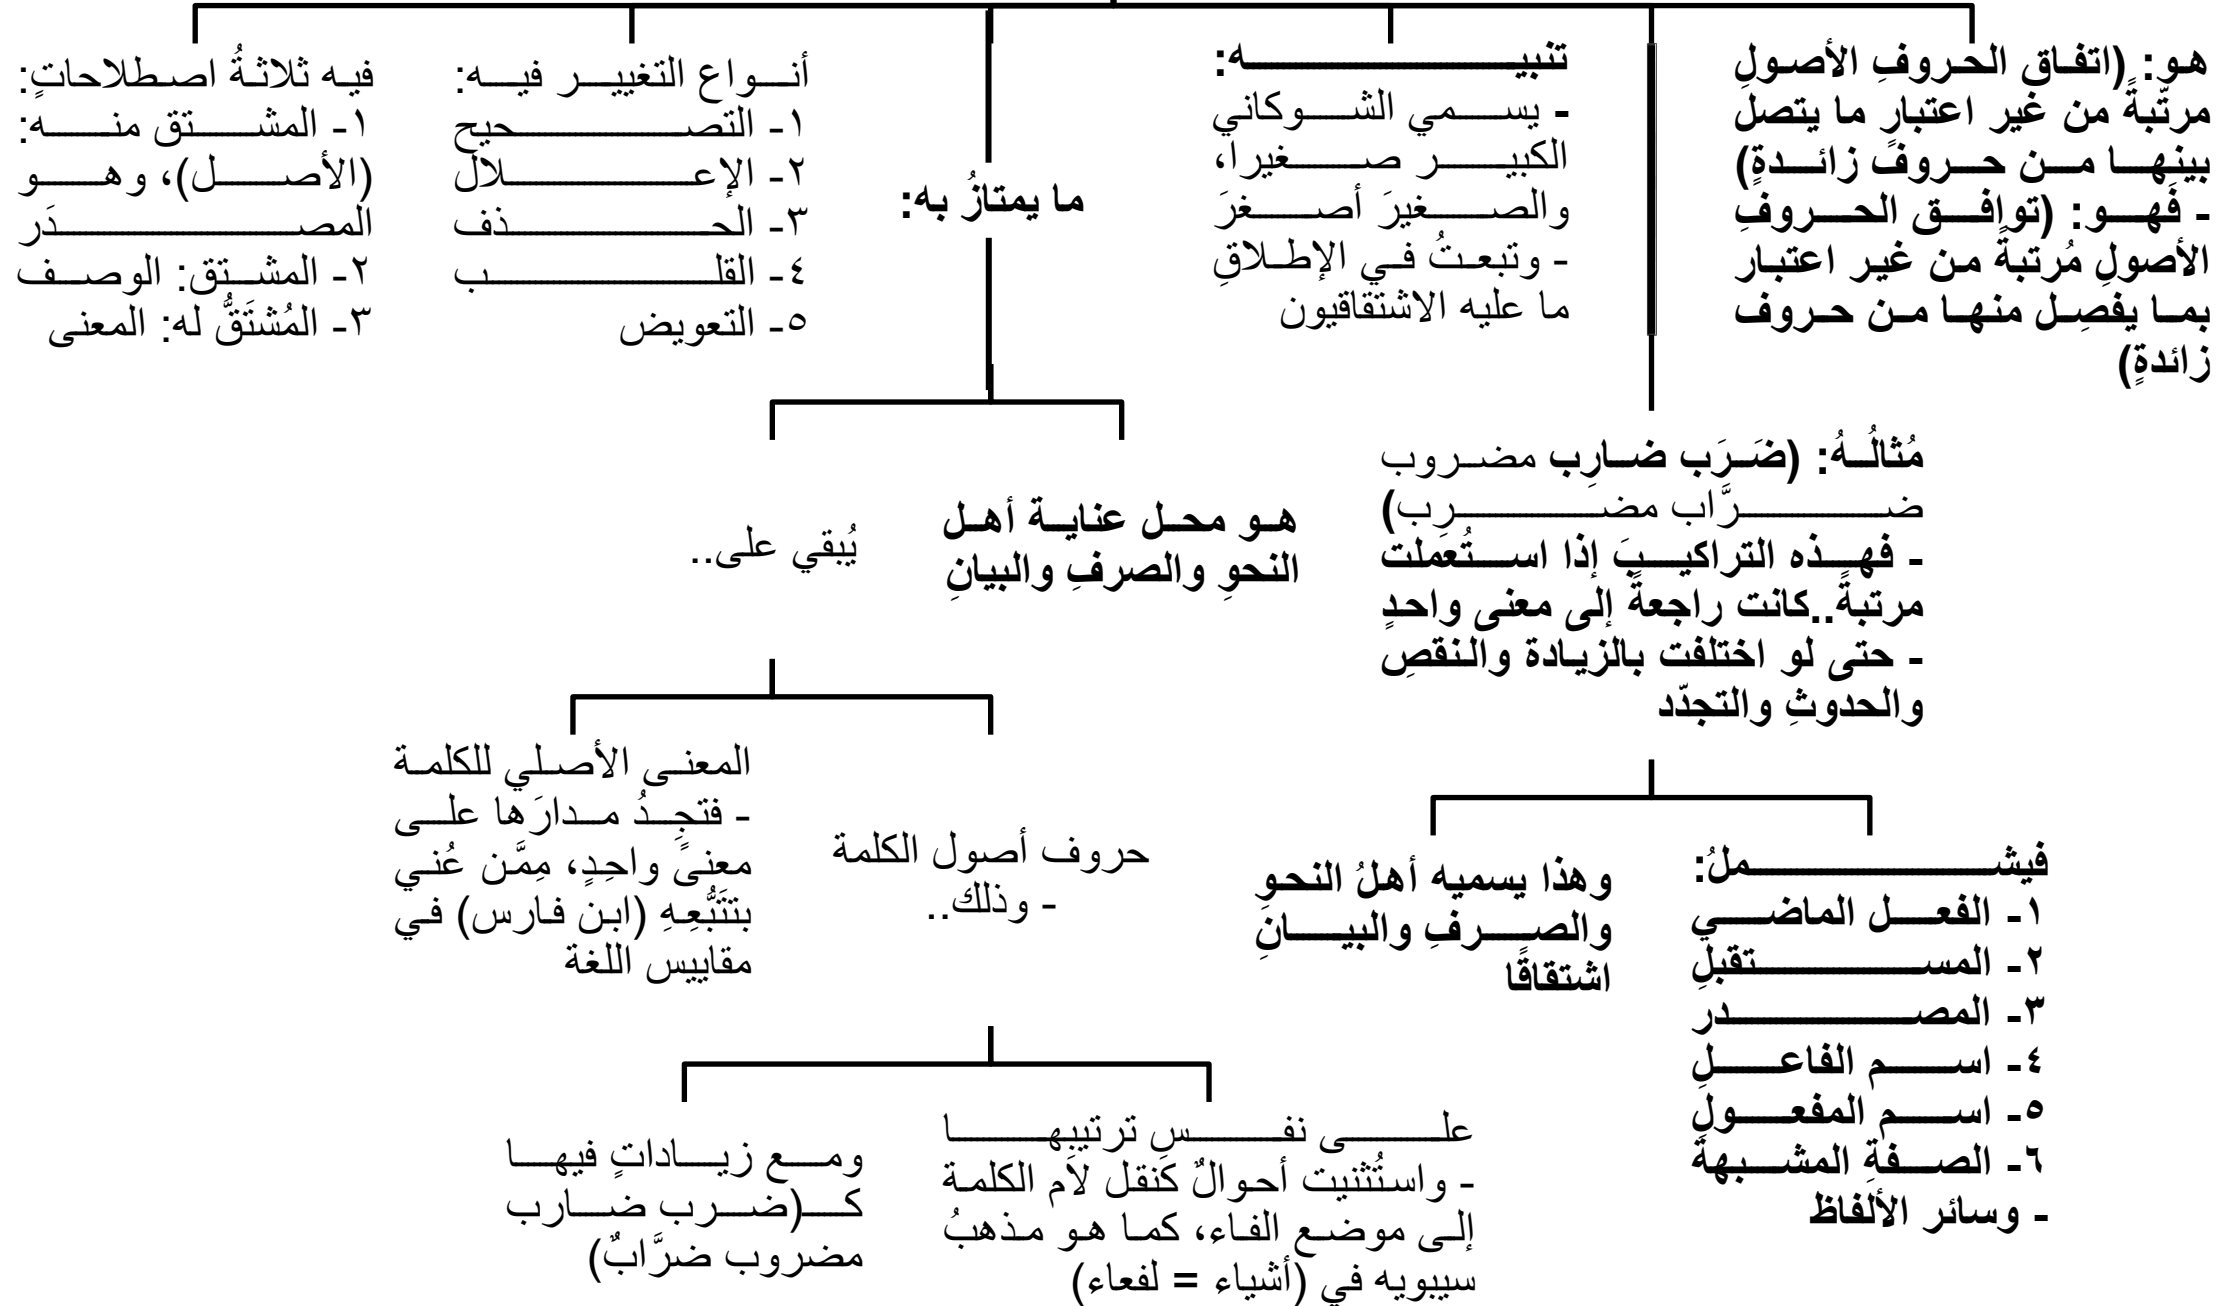 هو: (اتفاق الحروفِ الأصولِ
مرتّبةً من غير اعتبارِ ما يتصل
بينها من حروفٍ زائدةٍ)
- فهو: (توافق الحروفِ
الأصولِ مُرتبةً من غير اعتبار
بما يفصِل منها من حروف
زائدةٍ)
تنبيه:
- يسمي الشوكاني
الكبير صغيرا،
والصغيرَ أصغرَ
- وتبعتُ في الإطلاقِ
ما عليه الاشتقاقيون
ما يمتازُ به:
أنواع التغيير فيه:
١- التصحيح
٢- الإعلال
٣- الحذف
٤- القلب
٥- التعويض
فيه ثلاثةُ اصطلاحاتٍ:
١- المشتق منه:
(الأصل)، وهو
المصدَر
٢- المشتق: الوصف
٣- المُشتَقُّ له: المعنى
مُثالُهُ: (ضَرَب ضارِب مضروب
ضرَّاب مضرِب)
- فهذه التراكيبَ إذا استُعمَلت
مرتبةً..كانت راجعةً إلى معنى واحدٍ
- حتى لو اختلفت بالزيادة والنقصِ
والحدوثِ والتجدّد
هو محل عناية أهل
النحوِ والصرفِ والبيانِ
يُبقي على..
فيشملُ:
١- الفعل الماضي
٢- المستقبلِ
٣- المصدر
٤- اسم الفاعلِ
٥- اسم المفعولِ
٦- الصفةِ المشبهة
- وسائر الألفاظ
وهذا يسميه أهلُ النحوِ
والصرفِ والبيانِ
اشتقاقًا
حروف أصول الكلمة
- وذلك..
المعنى الأصلي للكلمة
- فتجِدُ مدارَها على
معنىً واحِدٍ، مِمَّن عُني
بتتَبُّعِهِ (ابن فارس) في
مقاييس اللغة
على نفسِ ترتيبِها
- واستُثنيت أحوالٌ كَنقل لاَم الكلمة
إلى موضع الفاء، كما هو مذهبُ
سيبويه في (أشياء = لفعاء)
ومع زياداتٍ فيها
كـ(ضرب ضارب
مضروب ضرَّابٌ)